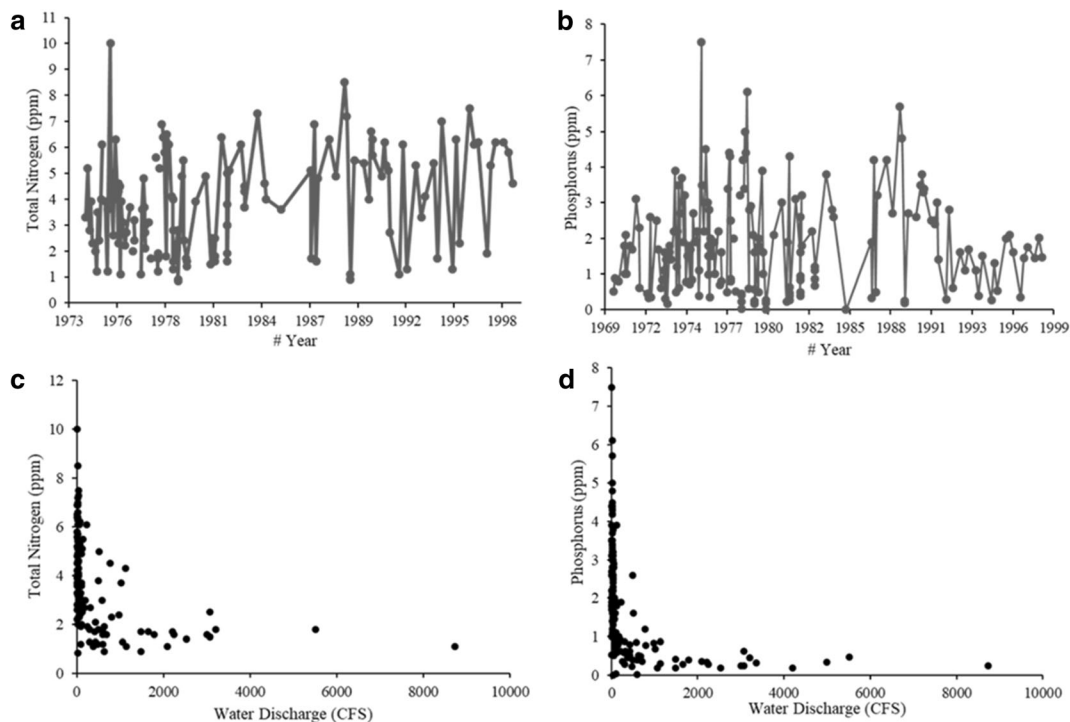 a
Total Nitrogen (ppm)
11
10
9
8
7
6
5
4
3
2
1
0
1973 1976 1978 1981 1984 1987 1989 1992 1995 1998
# Year
b
Phosphorus (ppm)
8
7
6
5
4
3
2
1
0
1969 1972 1974 1977 1980 1982 1985 1988 1991 1993 1996 1999
# Year
c
Total Nitrogen (ppm)
12
10
8
6
4
2
0
0 2000 4000 6000 8000 10000
Water Discharge (CFS)
d
Phosphorus (ppm)
8
7
6
5
4
3
2
1
0
0 2000 4000 6000 8000 10000
Water Discharge (CFS)